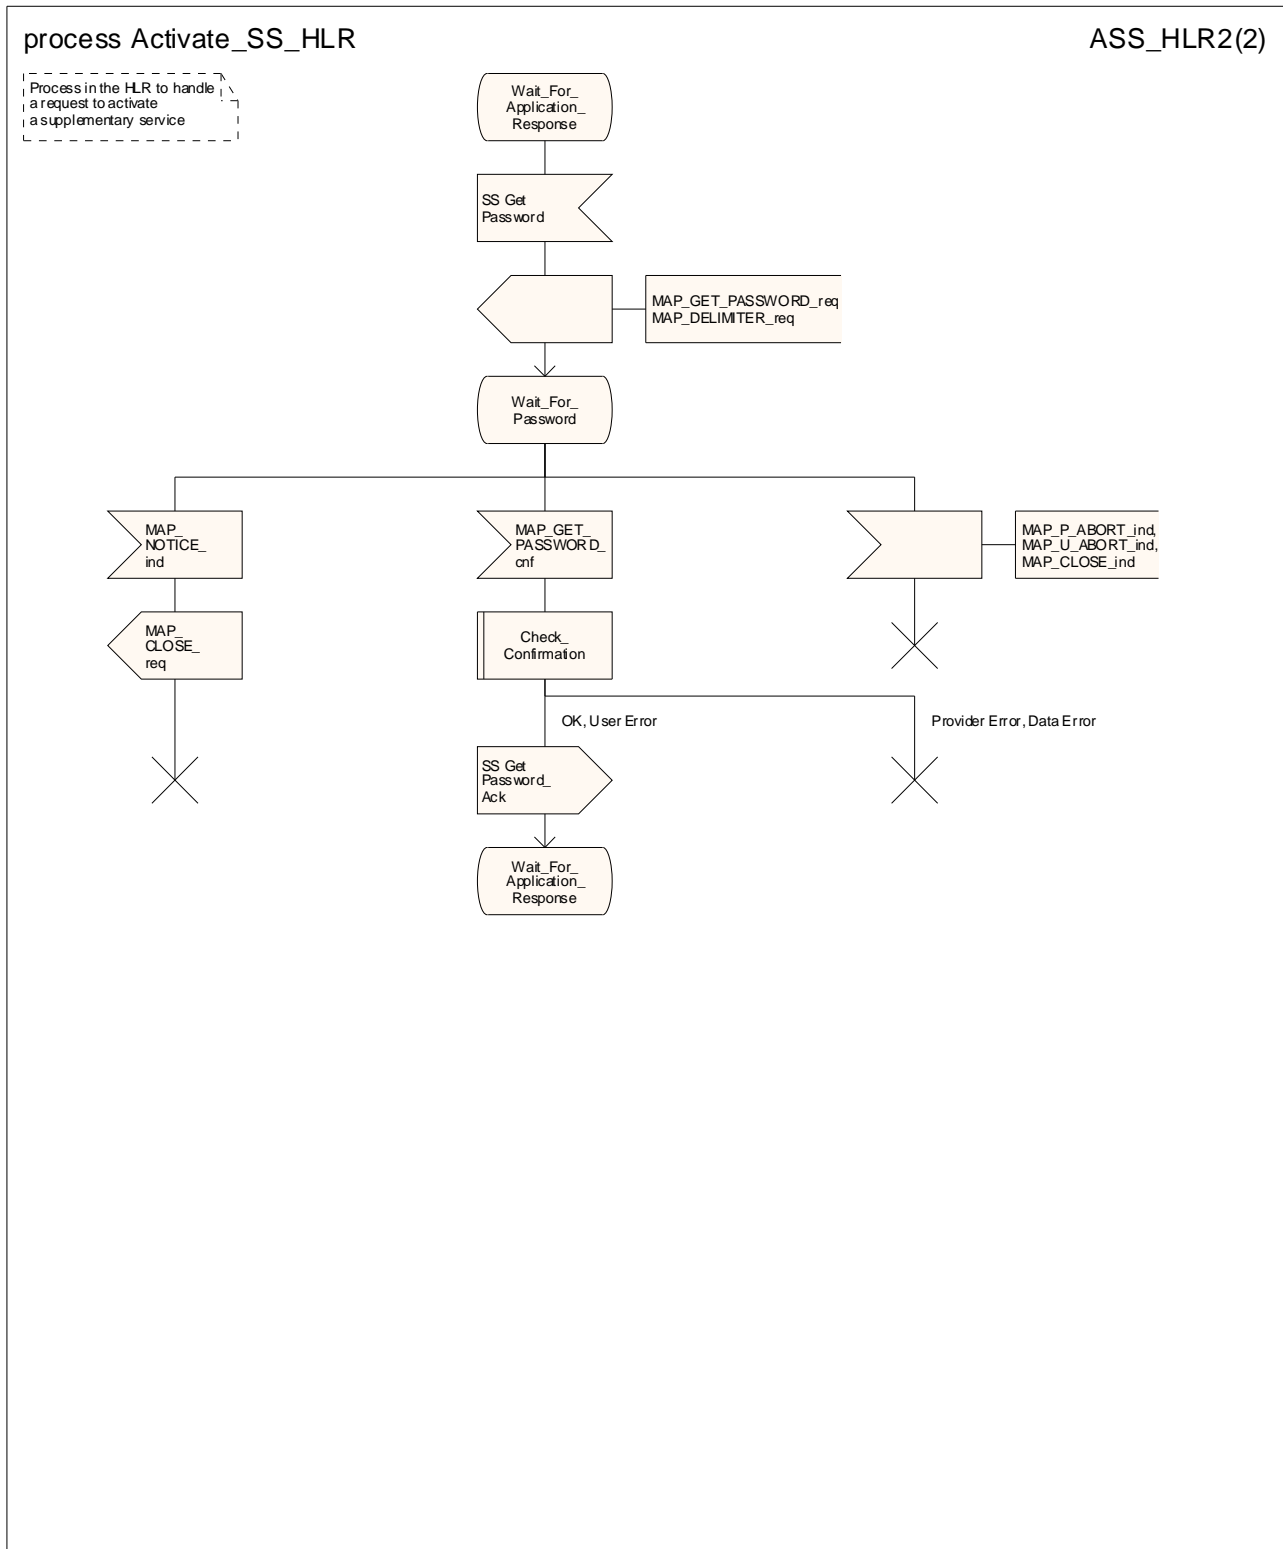 process Activate_SS_HLR
ASS_HLR2(2)
Process in the HLR to handle
a request to activate
a supplementary service
Wait_For_
Application_
Response
SS Get
Password
MAP_GET_PASSWORD_req
MAP_DELIMITER_req
Wait_For_
Password
MAP_
NOTICE_
ind
MAP_GET_
PASSWORD_
cnf
MAP_P_ABORT_ind,
MAP_U_ABORT_ind,
MAP_CLOSE_ind
MAP_
CLOSE_
req
Check_
Confirmation
OK, User Error
Provider Error, Data Error
SS Get
Password_
Ack
Wait_For_
Application_
Response